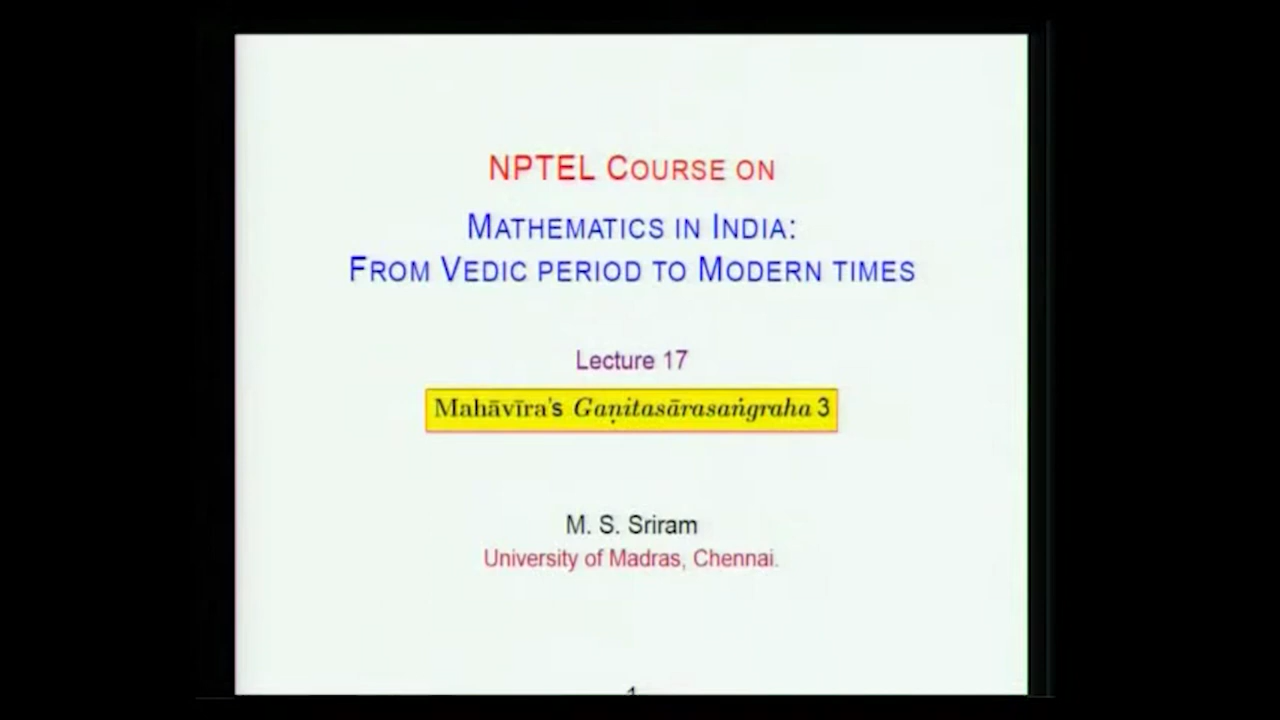 NPTEL COURSE ON
MATHEMATICS IN INDIA:
FROM VEDIC PERIOD TO MODERN TIMES
Lecture 17
Mahāvīra's Gaṇitasārasaṅgraha 3
M. S. Sriram
University of Madras, Chennai.
1